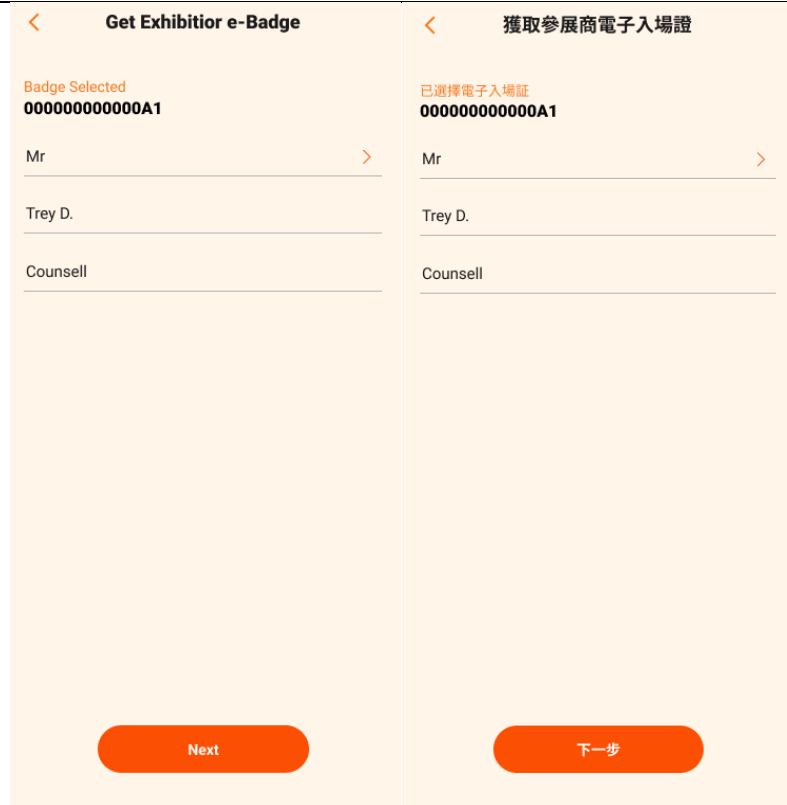 Get Exhibitior e-Badge
Badge Selected
000000000000A1
Mr
Trey D.
Counsell
Next
獲取參展商電子入場證
已選擇電子入場証
000000000000A1
Mr
Trey D.
Counsell
下一步